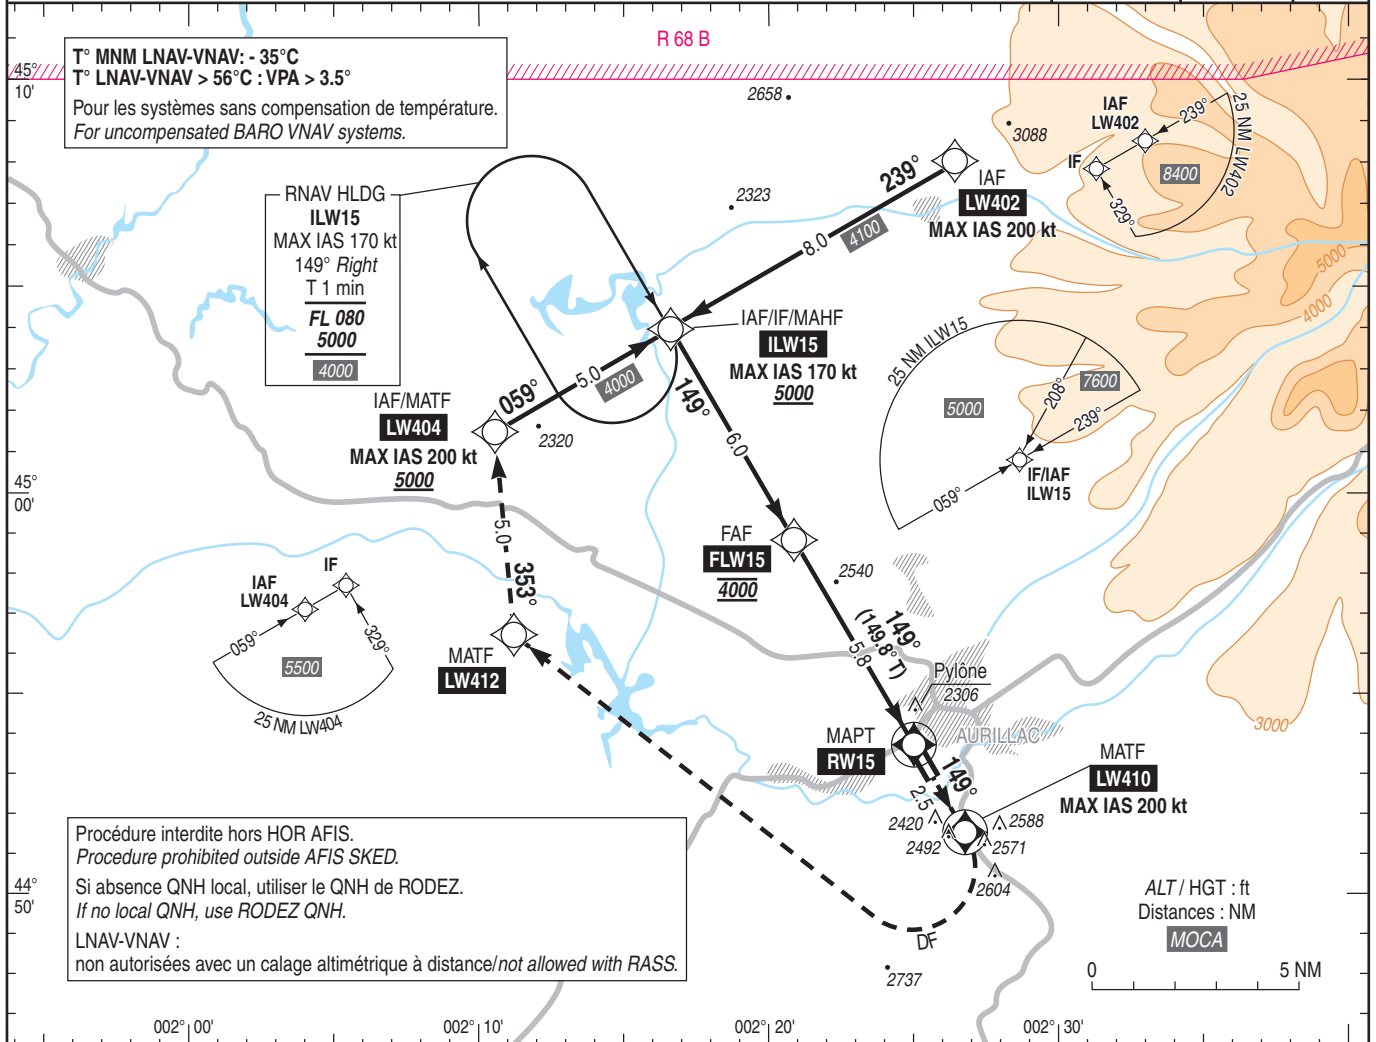 R 68 B
45°
10'
T° MNM LNAV-VNAV: - 35°C
T° LNAV-VNAV > 56°C : VPA > 3.5°
Pour les systèmes sans compensation de température.
For uncompensated BARO VNAV systems.
2658
3088
IAF
LW402
239°
25 NM LW402
IF
8400
329°
239°
IAF
LW402
MAX IAS 200 kt
2323
RNAV HLDG
ILW15
MAX IAS 170 kt
149° Right
T 1 min
FL 080
5000
4000
8.0
4100
5000
4000
IAF/IF/MAHF
ILW15
MAX IAS 170 kt
5000
25 NM ILW15
5000
7600
208°
239°
059°
IF/IAF
ILW15
IAF/MATF
LW404
MAX IAS 200 kt
5000
059°
5.0
4000
2320
149°
6.0
45°
00'
5.0
353°
FAF
FLW15
4000
2540
IAF
LW404
IF
059°
329°
5500
25 NM LW404
MATF
LW412
149°
(149.8° T)
5.8
Pylône
2306
AURILLAC
3000
MAPT
RW15
149°
2.5
MATF
LW410
MAX IAS 200 kt
2420
2492
2588
2571
2604
Procédure interdite hors HOR AFIS.
Procedure prohibited outside AFIS SKED.
Si absence QNH local, utiliser le QNH de RODEZ.
If no local QNH, use RODEZ QNH.
LNAV-VNAV :
non autorisées avec un calage altimétrique à distance/not allowed with RASS.
44°
50'
DF
2737
ALT / HGT : ft
Distances : NM
MOCA
0 5 NM
002° 00' 002° 10' 002° 20' 002° 30'